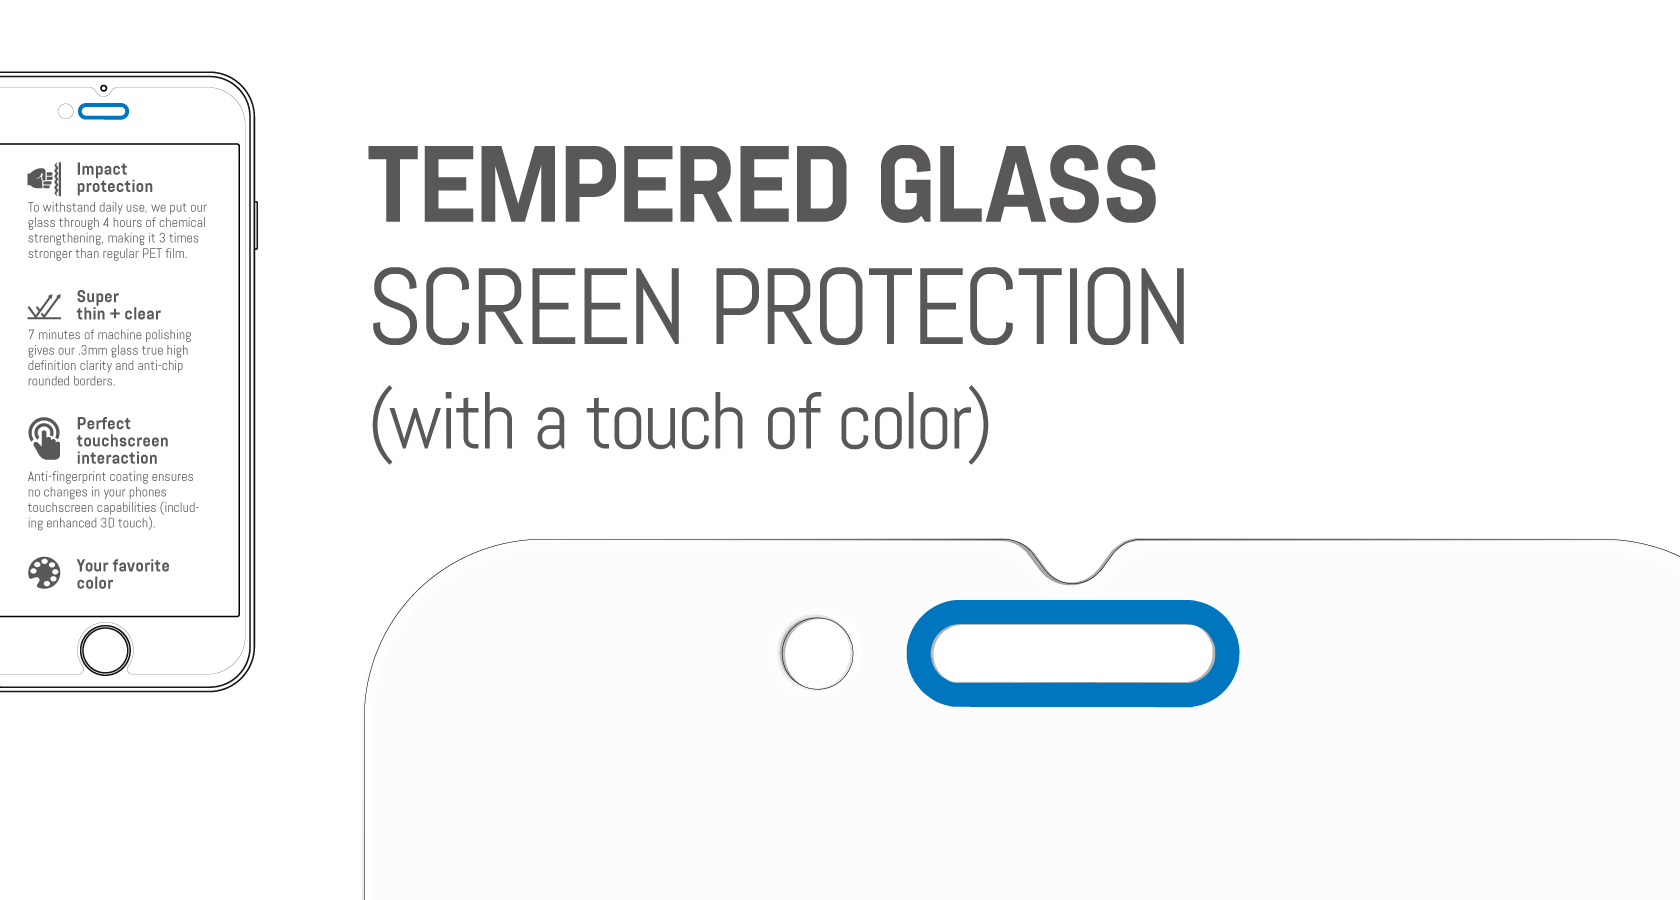 TEMPERED GLASS
SCREEN PROTECTION
(with a touch of color)
Impact
protection
To withstand daily use, we put our
glass through 4 hours of chemical
strengthening, making it 3 times
stronger than regular PET film.
Super
thin + clear
7 minutes of machine polishing
gives our .3mm glass true high
definition clarity and anti-chip
rounded borders.
Perfect
touchscreen
interaction
Anti-fingerprint coating ensures
no changes in your phones
touchscreen capabilities (includ-
ing enhanced 3D touch).
Your favorite
color